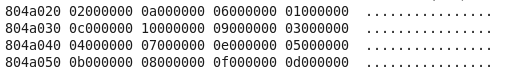 804a020 02000000 0a000000 06000000 01000000  ................
804a030 0c000000 10000000 09000000 03000000  ................
804a040 04000000 07000000 0e000000 05000000  ................
804a050 0b000000 08000000 0f000000 0d000000  ................